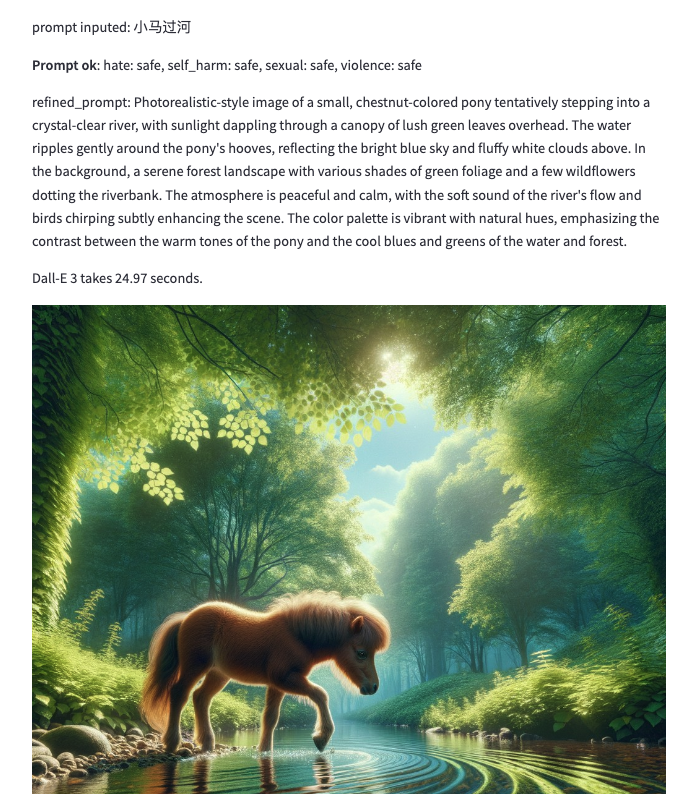 prompt inputed: 小马过河
Prompt ok: hate: safe, self_harm: safe, sexual: safe, violence: safe
refined_prompt: Photorealistic-style image of a small, chestnut-colored pony tentatively stepping into a
crystal-clear river, with sunlight dappling through a canopy of lush green leaves overhead. The water
ripples gently around the pony's hooves, reflecting the bright blue sky and fluffy white clouds above. In
the background, a serene forest landscape with various shades of green foliage and a few wildflowers
dotting the riverbank. The atmosphere is peaceful and calm, with the soft sound of the river's flow and
birds chirping subtly enhancing the scene. The color palette is vibrant with natural hues, emphasizing the
contrast between the warm tones of the pony and the cool blues and greens of the water and forest.
Dall-E 3 takes 24.97 seconds.